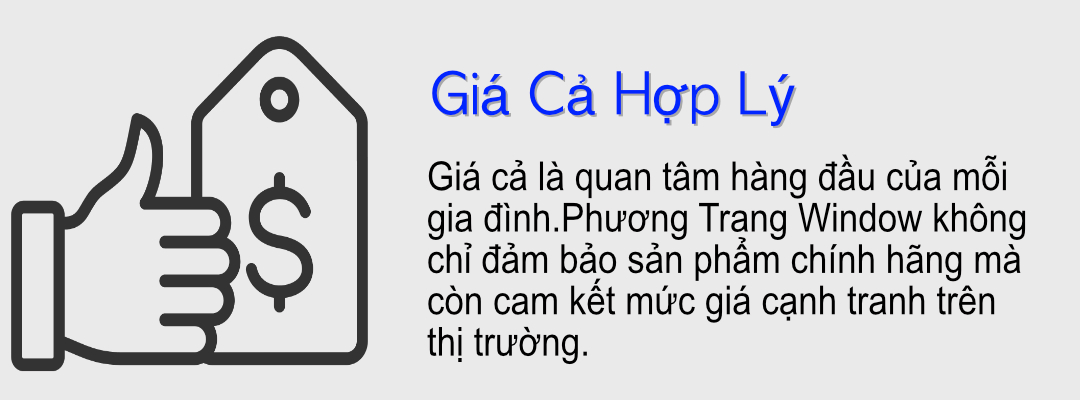 Giá Cả Hợp Lý
Giá cả là quan tâm hàng đầu của mỗi
gia đình.Phương Trang Window không
chỉ đảm bảo sản phẩm chính hãng mà
còn cam kết mức giá cạnh tranh trên
thị trường.
$